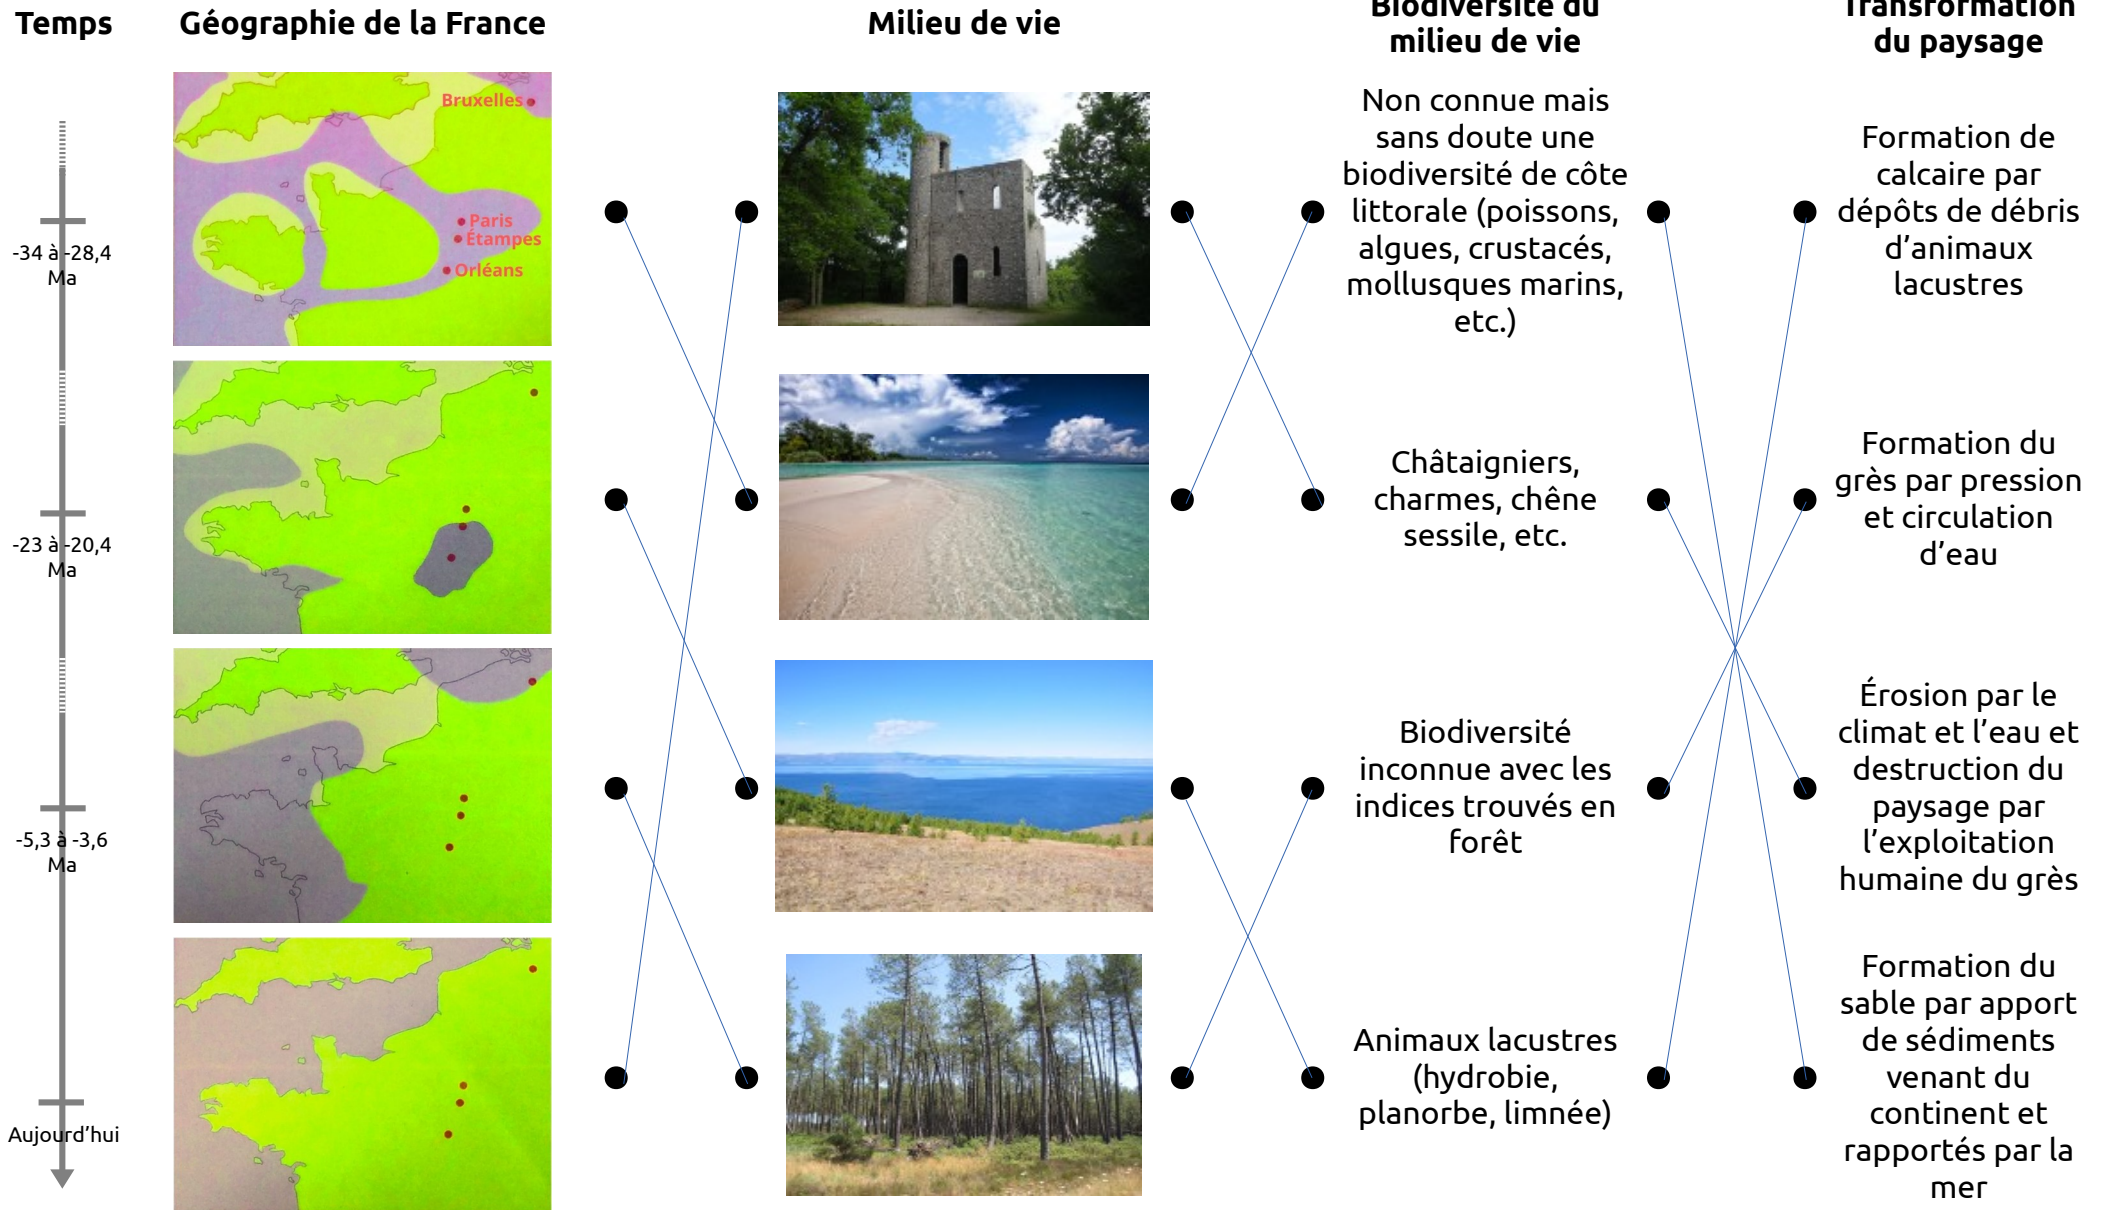 Temps
Géographie de la France
Milieu de vie
Biodiversité du
milieu de vie
Transformation
du paysage
-34 à -28,4
Ma
-23 à -20,4
Ma
-5,3 à -3,6
Ma
Aujourd’hui
Bruxelles
Paris
Étampes
Orléans
Non connue mais
sans doute une
biodiversité de côte
littorale (poissons,
algues, crustacés,
mollusques marins,
etc.)
Châtaigniers,
charmes, chêne
sessile, etc.
Biodiversité
inconnue avec les
indices trouvés en
forêt
Animaux lacustres
(hydrobie,
planorbe, limnée)
Formation de
calcaire par
dépôts de débris
d’animaux
lacustres
Formation du
grès par pression
et circulation
d’eau
Érosion par le
climat et l’eau et
destruction du
paysage par
l’exploitation
humaine du grès
Formation du
sable par apport
de sédiments
venant du
continent et
rapportés par la
mer